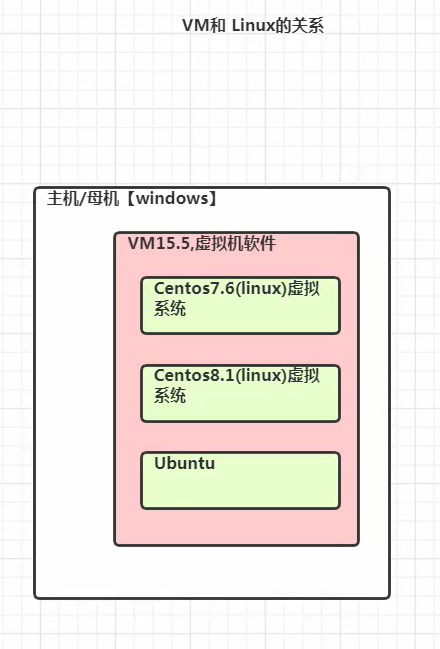 VM和 Linux的关系
主机/母机【windows】
VM15.5,虚拟机软件
Centos7.6(linux)虚拟
系统
Centos8.1(linux)虚拟
系统
Ubuntu